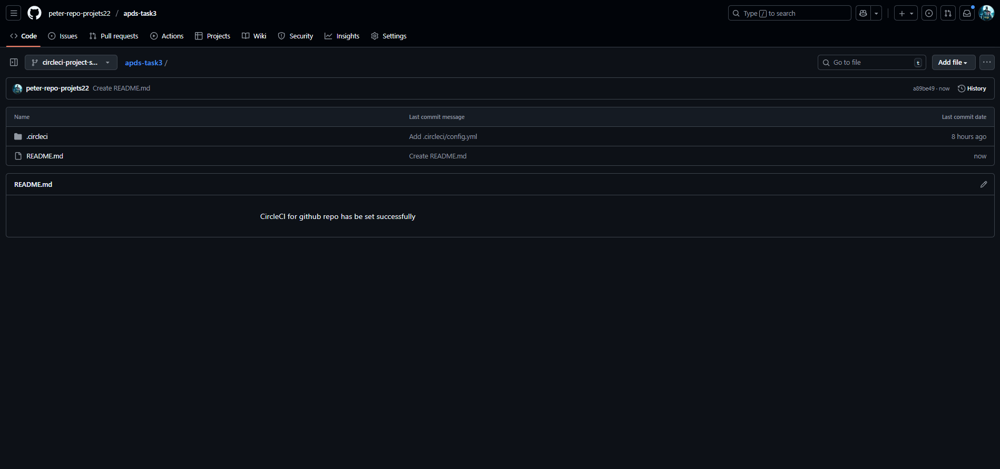 peter-repo-projets22 / apds-task3
Type / to search
Code Issues Pull requests Actions Projects Wiki Security Insights Settings
circleci-project-s... apds-task3 /
Go to file t
Add file
peter-repo-projets22 Create README.md a89be49 · now History
Name Last commit message Last commit date
.circleci Add .circleci/config.yml 8 hours ago
README.md Create README.md now
README.md
CircleCI for github repo has be set successfully